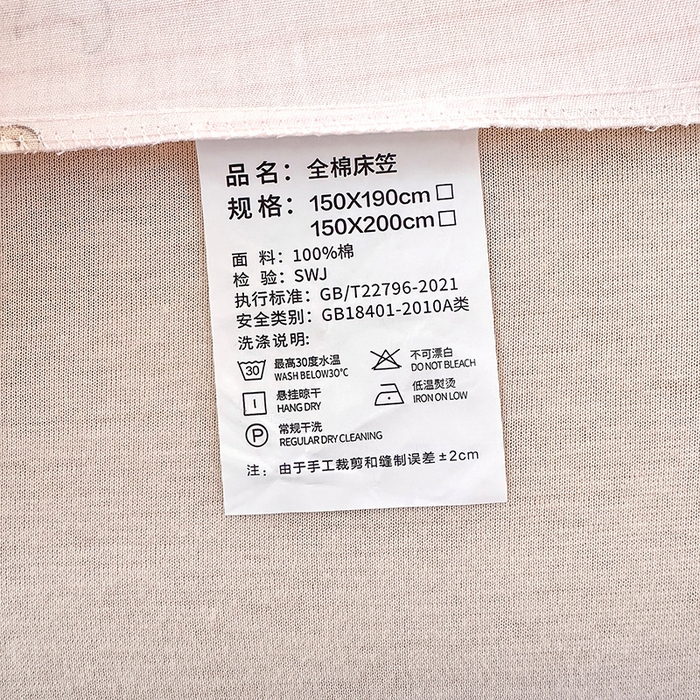 品名：全棉床笠
规格：150X190cm□
150X200cm□
面料：100%棉
检验：SWJ
执行标准：GB/T22796-2021
安全类别：GB18401-2010A类
洗涤说明:
30 最高30度水温 不可漂白
WASH BELOW30℃ DO NOT BLEACH
悬挂晾干 低温熨烫
HANG DRY IRON ON LOW
P 常规干洗
REGULAR DRY CLEANING
注：由于手工裁剪和缝制误差±2cm